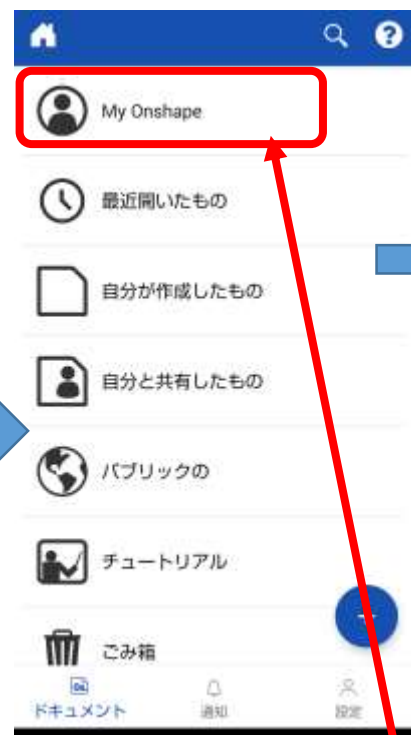 My Onshape
最近開いたもの
自分が作成したもの
自分と共有したもの
パブリックの
チュートリアル
ごみ箱
ドキュメント 通知 設定